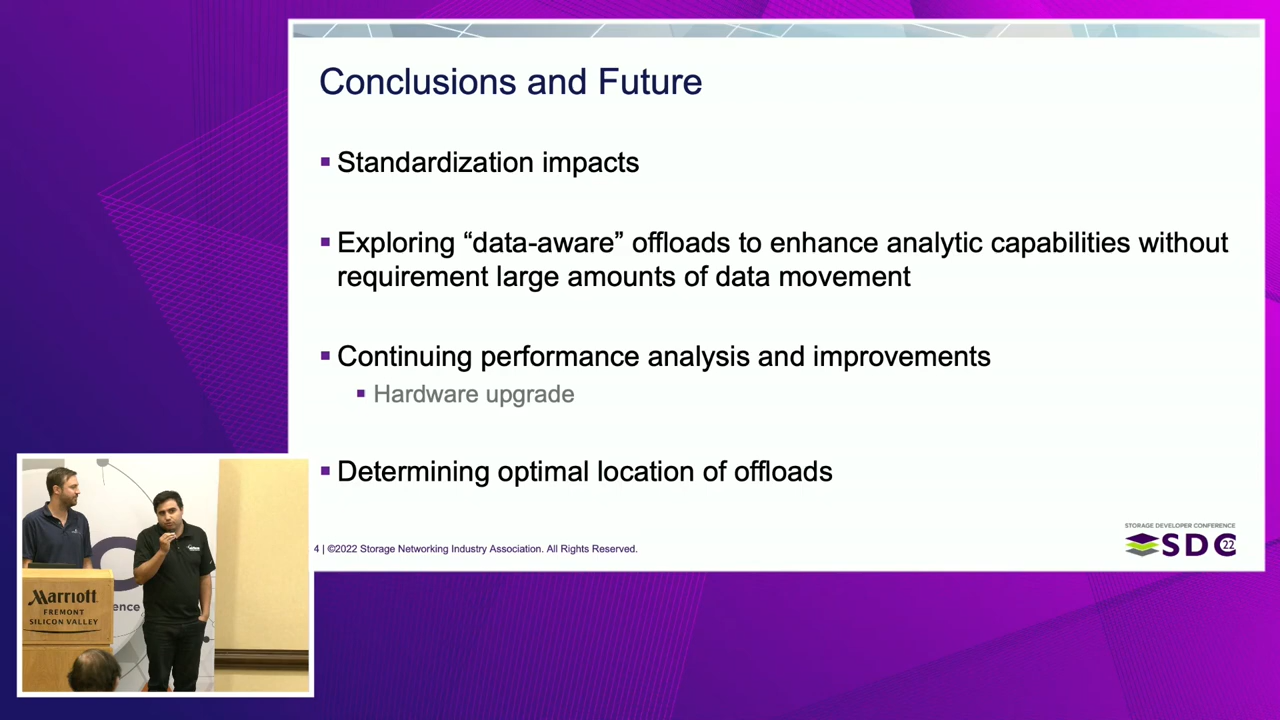 Conclusions and Future
▪ Standardization impacts
▪ Exploring “data-aware” offloads to enhance analytic capabilities without
requirement large amounts of data movement
▪ Continuing performance analysis and improvements
▪ Hardware upgrade
▪ Determining optimal location of offloads
4 | ©2022 Storage Networking Industry Association. All Rights Reserved.
STORAGE DEVELOPER CONFERENCE
SDC 22
Marriott
FREMONT
SILICON VALLEY
ence